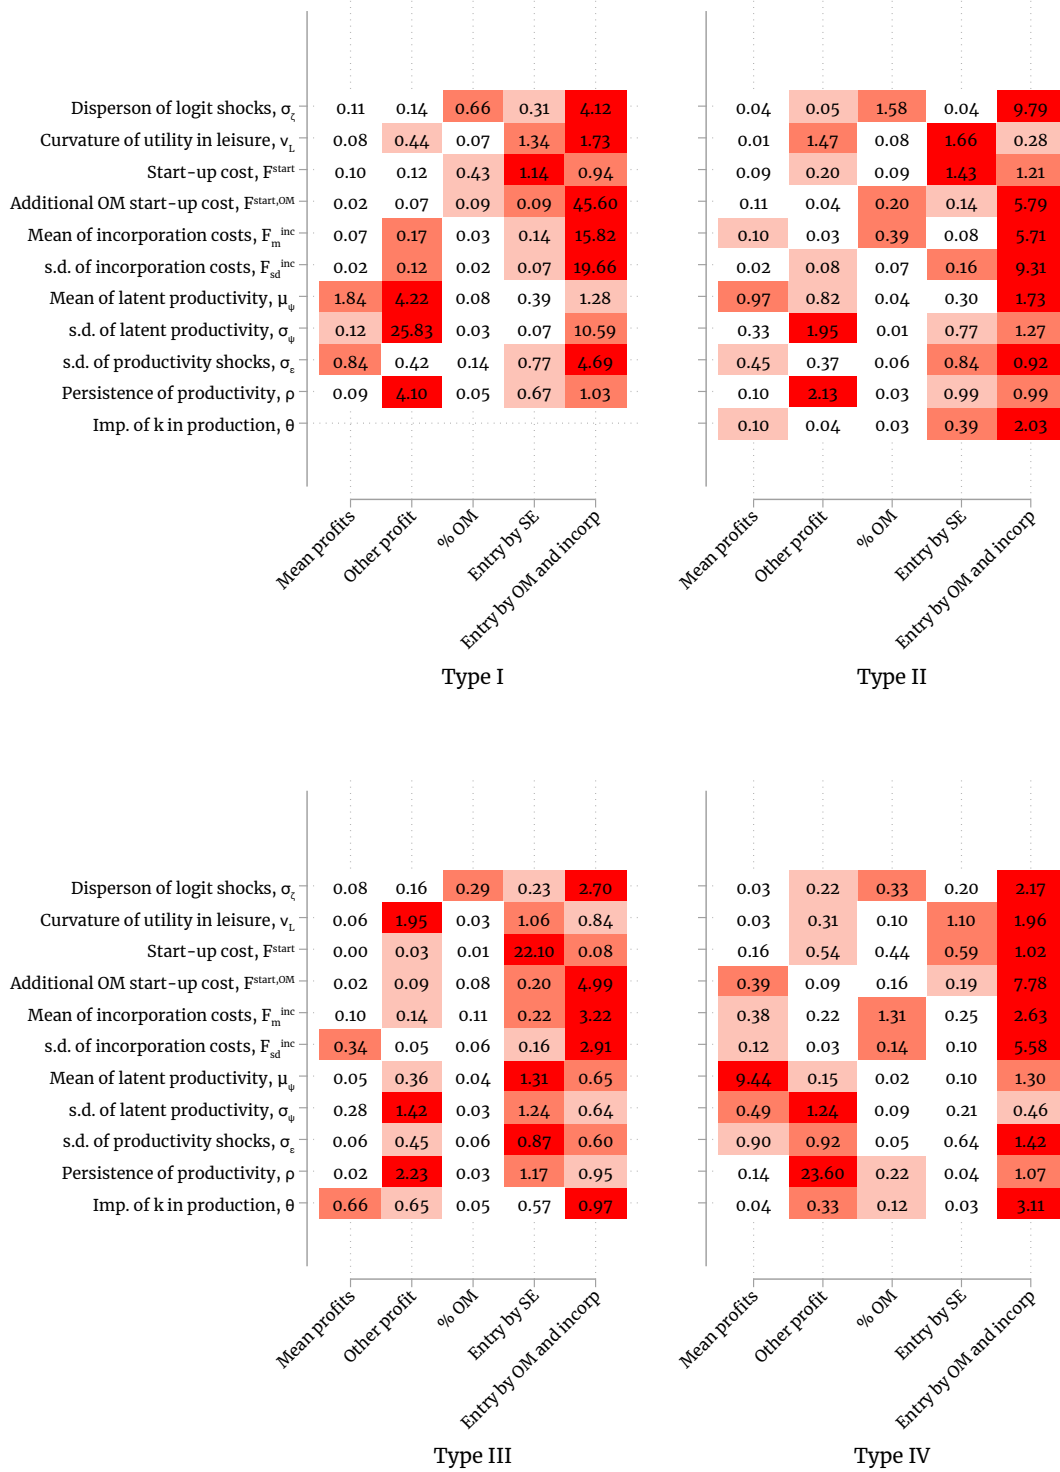 Disperson of logit shocks, σζ 0.11 0.14 0.66 0.31 4.12 0.04 0.05 1.58 0.04 9.79
Curvature of utility in leisure, νL 0.08 0.44 0.07 1.34 1.73 0.01 1.47 0.08 1.66 0.28
Start-up cost, Fstart 0.10 0.12 0.43 1.14 0.94 0.09 0.20 0.09 1.43 1.21
Additional OM start-up cost, Fstart,OM 0.02 0.07 0.09 0.09 45.60 0.11 0.04 0.20 0.14 5.79
Mean of incorporation costs, Fm inc 0.07 0.17 0.03 0.14 15.82 0.10 0.03 0.39 0.08 5.71
s.d. of incorporation costs, Fsd inc 0.02 0.12 0.02 0.07 19.66 0.02 0.08 0.07 0.16 9.31
Mean of latent productivity, μψ 1.84 4.22 0.08 0.39 1.28 0.97 0.82 0.04 0.30 1.73
s.d. of latent productivity, σψ 0.12 25.83 0.03 0.07 10.59 0.33 1.95 0.01 0.77 1.27
s.d. of productivity shocks, σε 0.84 0.42 0.14 0.77 4.69 0.45 0.37 0.06 0.84 0.92
Persistence of productivity, ρ 0.09 4.10 0.05 0.67 1.03 0.10 2.13 0.03 0.99 0.99
Imp. of k in production, θ 0.10 0.04 0.03 0.39 2.03
Mean profits Other profit % OM Entry by SE Entry by OM and incorp Mean profits Other profit % OM Entry by SE Entry by OM and incorp
Type I Type II
Disperson of logit shocks, σζ 0.08 0.16 0.29 0.23 2.70 0.03 0.22 0.33 0.20 2.17
Curvature of utility in leisure, νL 0.06 1.95 0.03 1.06 0.84 0.03 0.31 0.10 1.10 1.96
Start-up cost, Fstart 0.00 0.03 0.01 22.10 0.08 0.16 0.54 0.44 0.59 1.02
Additional OM start-up cost, Fstart,OM 0.02 0.09 0.08 0.20 4.99 0.39 0.09 0.16 0.19 7.78
Mean of incorporation costs, Fm inc 0.10 0.14 0.11 0.22 3.22 0.38 0.22 1.31 0.25 2.63
s.d. of incorporation costs, Fsd inc 0.34 0.05 0.06 0.16 2.91 0.12 0.03 0.14 0.10 5.58
Mean of latent productivity, μψ 0.05 0.36 0.04 1.31 0.65 9.44 0.15 0.02 0.10 1.30
s.d. of latent productivity, σψ 0.28 1.42 0.03 1.24 0.64 0.49 1.24 0.09 0.21 0.46
s.d. of productivity shocks, σε 0.06 0.45 0.06 0.87 0.60 0.90 0.92 0.05 0.64 1.42
Persistence of productivity, ρ 0.02 2.23 0.03 1.17 0.95 0.14 23.60 0.22 0.04 1.07
Imp. of k in production, θ 0.66 0.65 0.05 0.57 0.97 0.04 0.33 0.12 0.03 3.11
Mean profits Other profit % OM Entry by SE Entry by OM and incorp Mean profits Other profit % OM Entry by SE Entry by OM and incorp
Type III Type IV